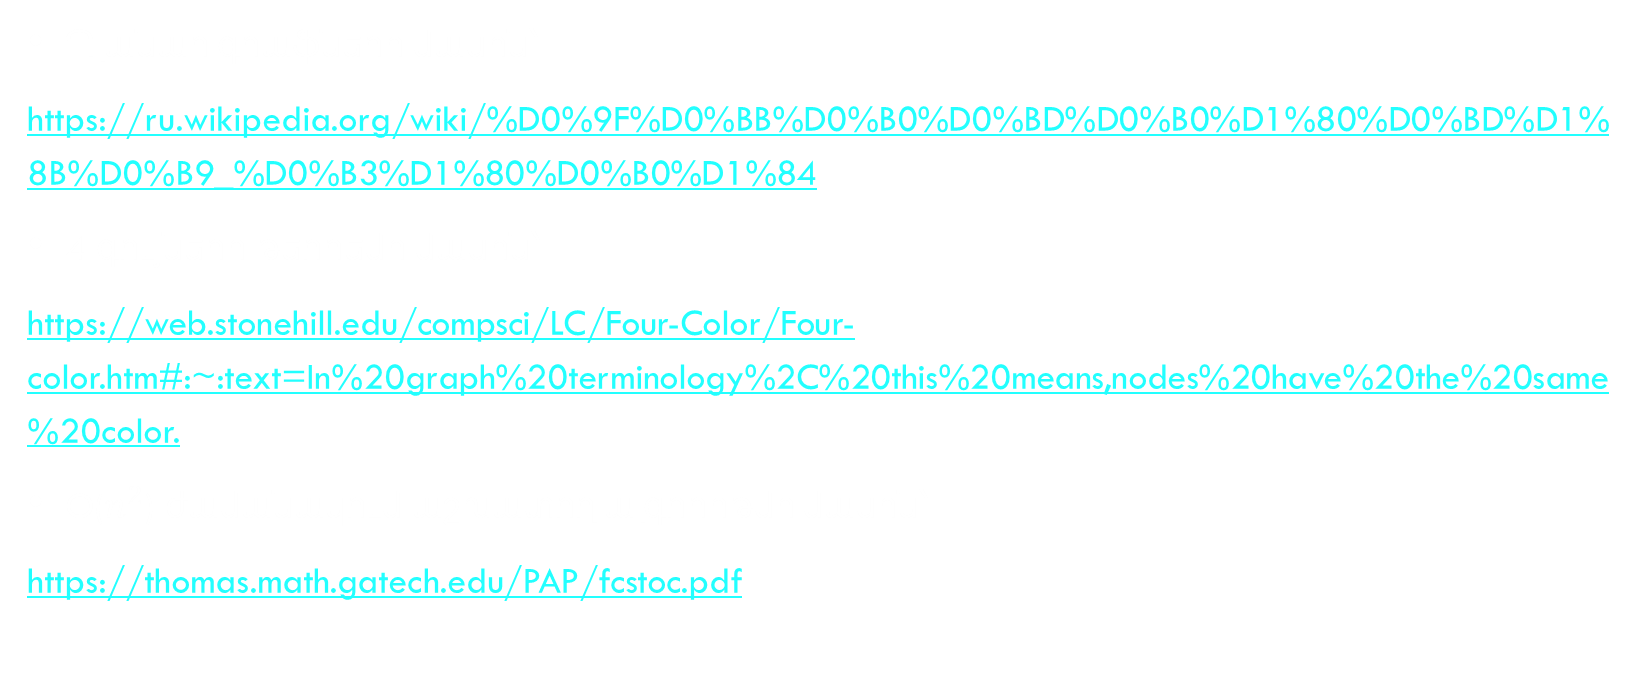 https://ru.wikipedia.org/wiki/%D0%9F%D0%BB%D0%B0%D0%BD%D0%B0%D1%80%D0%BD%D1%
8B%D0%B9_%D0%B3%D1%80%D0%B0%D1%84
https://web.stonehill.edu/compsci/LC/Four-Color/Four-
color.htm#:~:text=In%20graph%20terminology%2C%20this%20means,nodes%20have%20the%20same
%20color.
https://thomas.math.gatech.edu/PAP/fcstoc.pdf